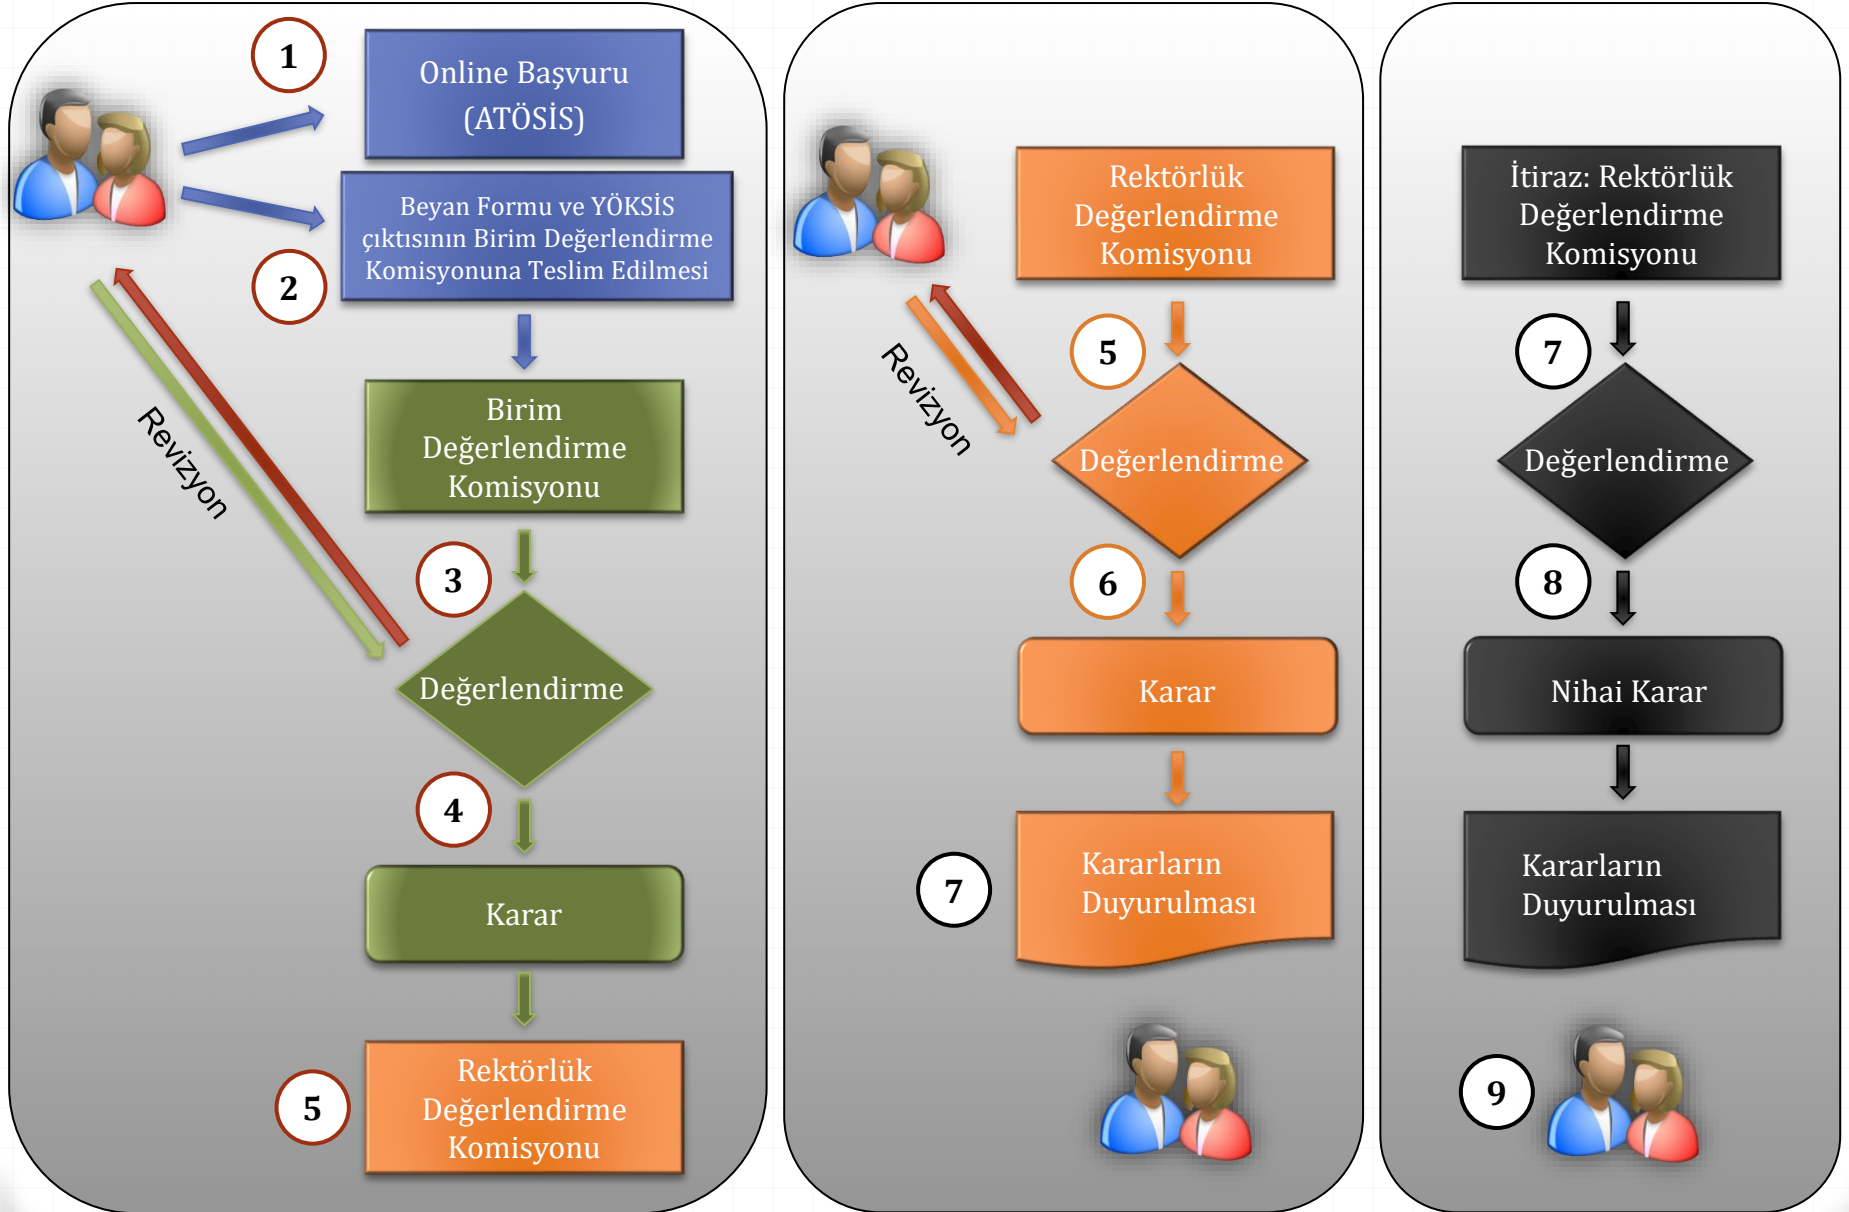 1
Online Başvuru
(ATÖSİS)
2
Beyan Formu ve YÖKSİS
çıktısının Birim Değerlendirme
Komisyonuna Teslim Edilmesi
Birim
Değerlendirme
Komisyonu
Revizyon
3
Değerlendirme
4
Karar
5
Rektörlük
Değerlendirme
Komisyonu
Rektörlük
Değerlendirme
Komisyonu
Revizyon
5
Değerlendirme
6
Karar
7
Kararların
Duyurulması
İtiraz: Rektörlük
Değerlendirme
Komisyonu
7
Değerlendirme
8
Nihai Karar
Kararların
Duyurulması
9